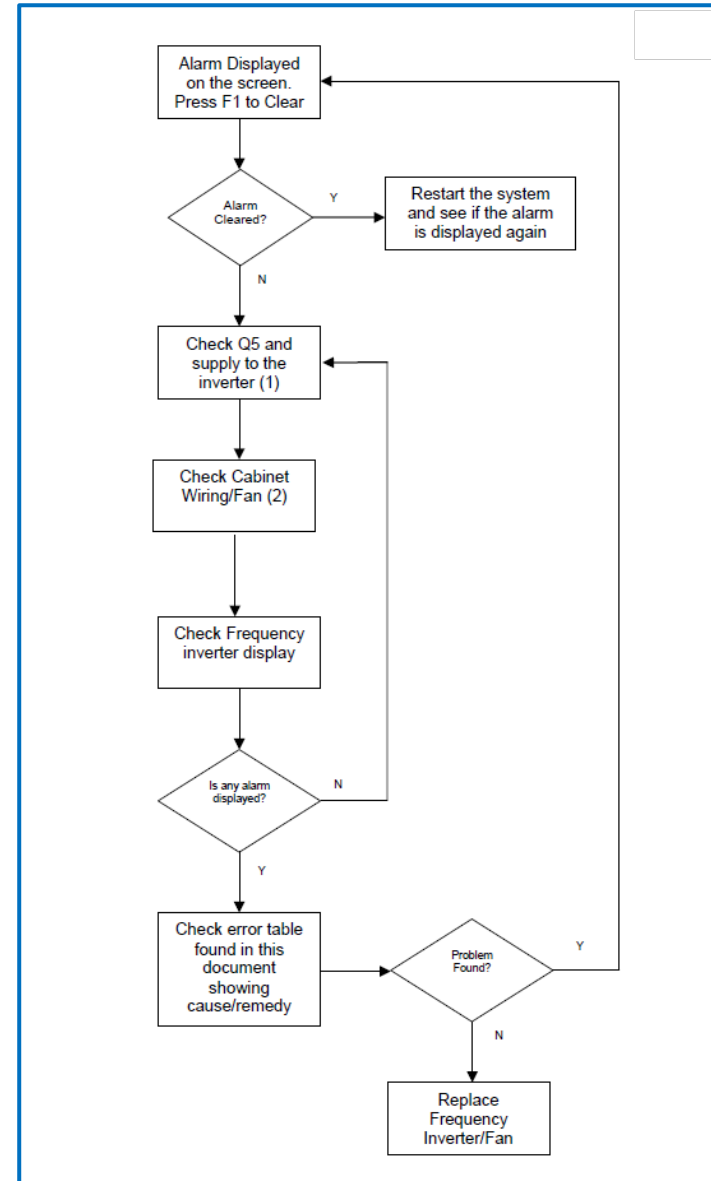 Alarm Displayed
on the screen.
Press F1 to Clear
Alarm
Cleared?
Y
Restart the system
and see if the alarm
is displayed again
N
Check Q5 and
supply to the
inverter (1)
Check Cabinet
Wiring/Fan (2)
Check Frequency
inverter display
Is any alarm
displayed?
N
Y
Check error table
found in this
document
showing
cause/remedy
Problem
Found?
Y
N
Replace
Frequency
Inverter/Fan